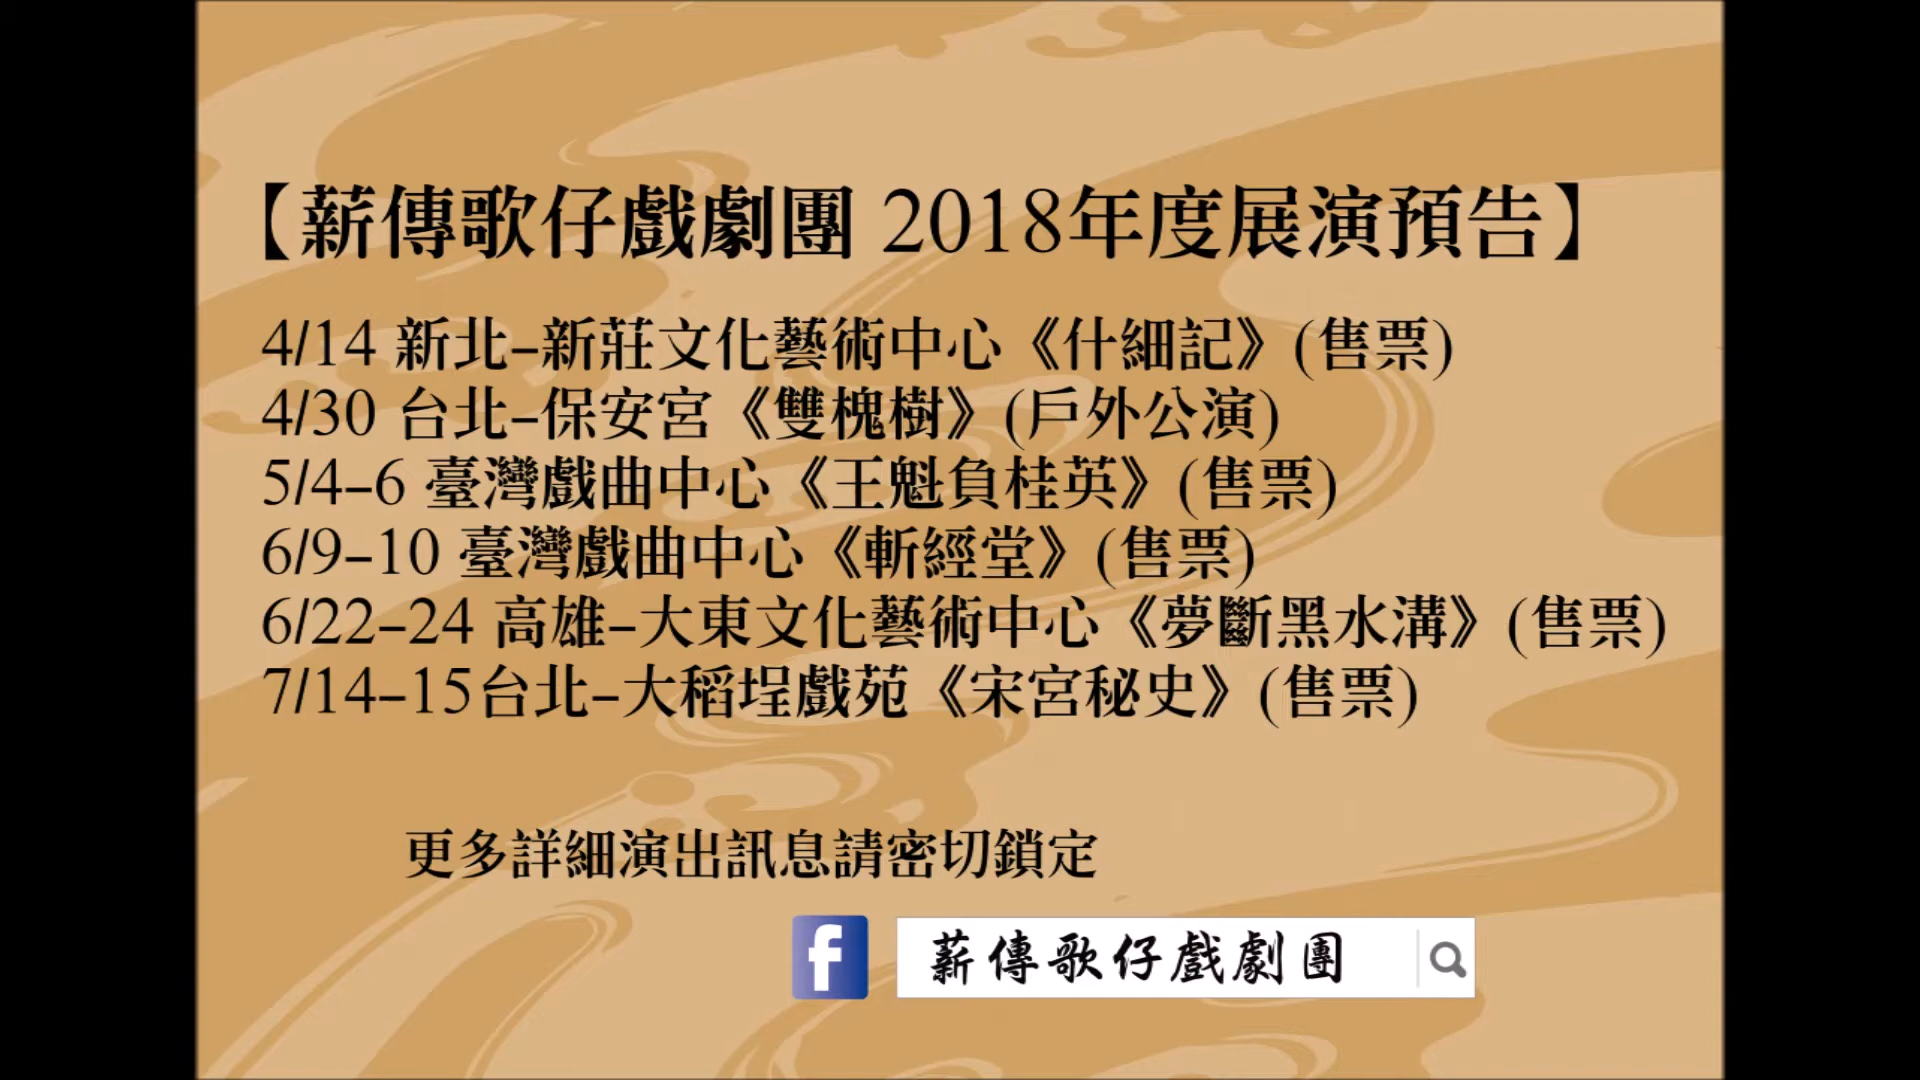 【薪傳歌仔戲劇團 2018年度展演預告】
4/14 新北-新莊文化藝術中心《什細記》(售票)
4/30 台北-保安宮《雙槐樹》(戶外公演)
5/4-6 臺灣戲曲中心《王魁負桂英》(售票)
6/9-10 臺灣戲曲中心《斬經堂》(售票)
6/22-24 高雄-大東文化藝術中心《夢斷黑水溝》(售票)
7/14-15台北-大稻埕戲苑《宋宮秘史》(售票)
更多詳細演出訊息請密切鎖定
f 薪傳歌仔戲劇團